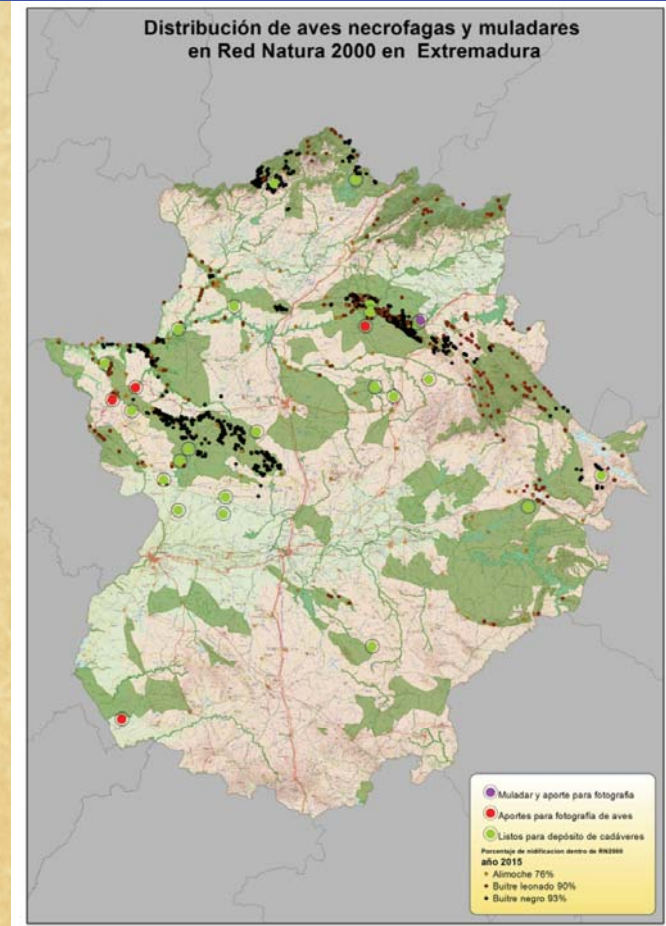 Distribución de aves necrofagas y muladares
en Red Natura 2000 en Extremadura
Muladar y aporte para fotografia
Aportes para fotografía de aves
Listos para depósito de cadáveres
Porcentaje de nidificacion dentro de RN2000
año 2015
Alimoche 76%
Buitre leonado 90%
Buitre negro 93%